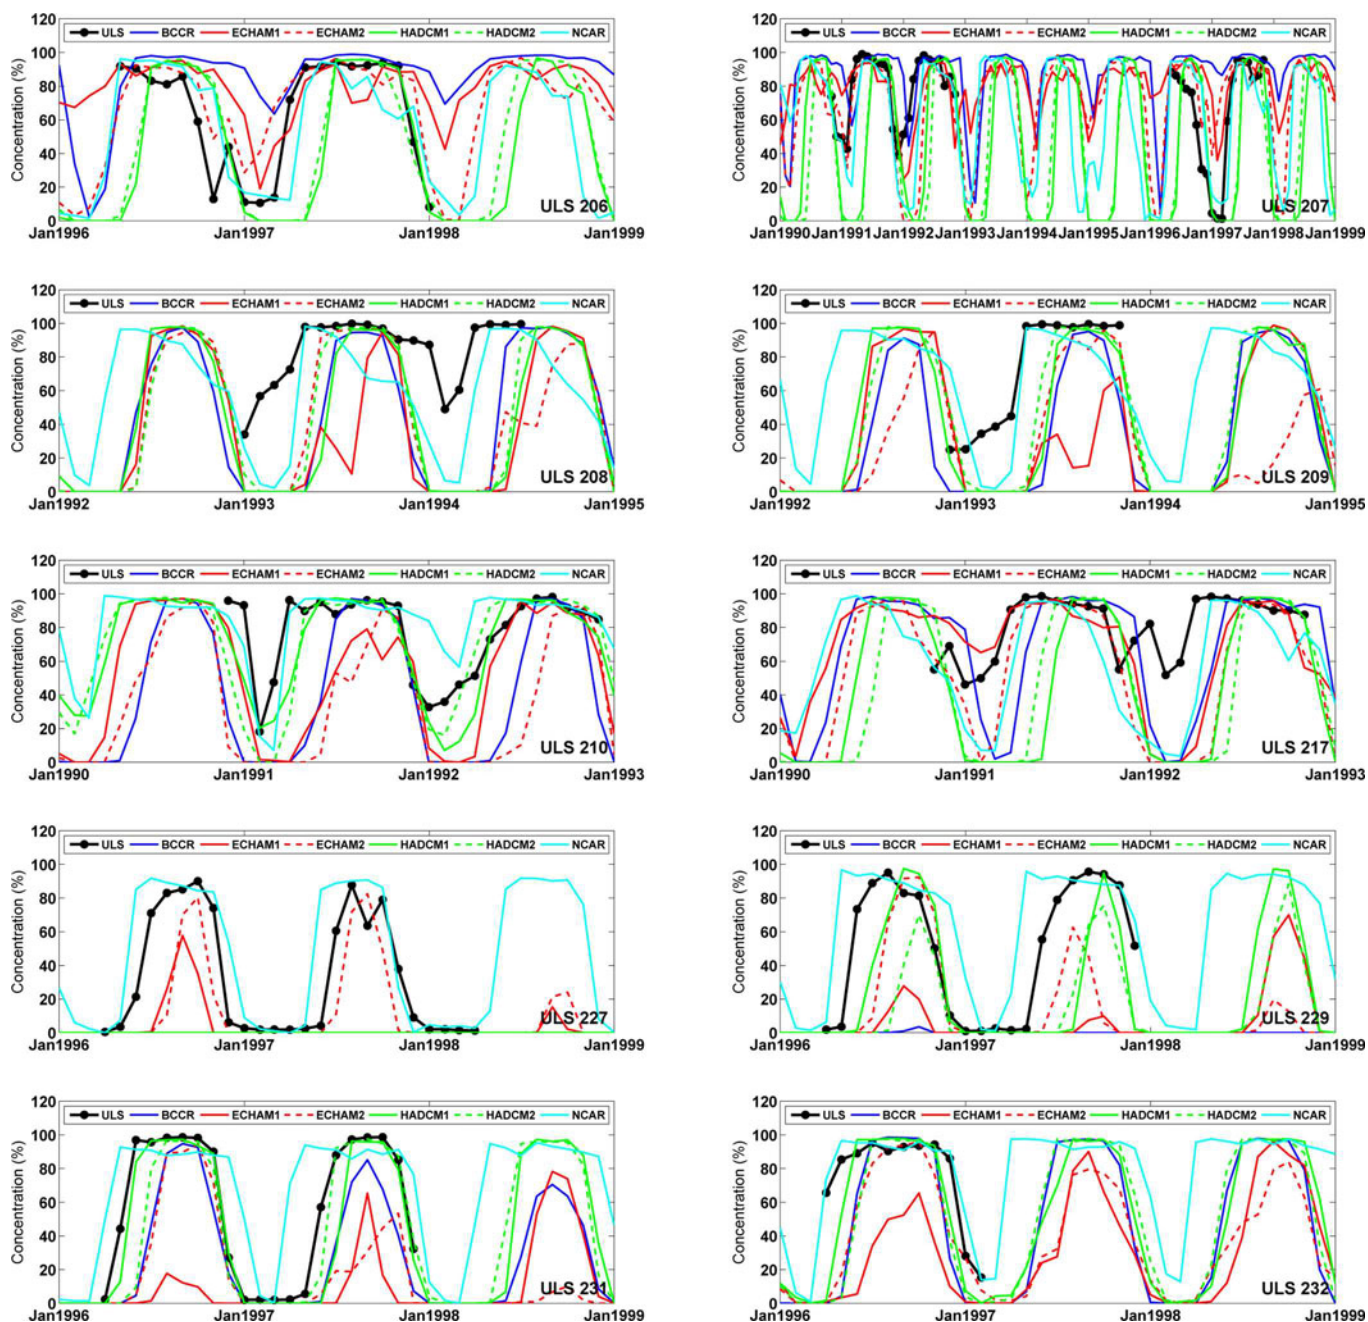 120
ULS BCCR ECHAM1 ECHAM2 HADCM1 HADCM2 NCAR
100
80
60
40
20
0
Concentration (%)
ULS 206
Jan1996 Jan1997 Jan1998 Jan1999
120
ULS BCCR ECHAM1 ECHAM2 HADCM1 HADCM2 NCAR
100
80
60
40
20
0
Concentration (%)
ULS 207
Jan1990 Jan1991 Jan1992 Jan1993 Jan1994 Jan1995 Jan1996 Jan1997 Jan1998 Jan1999
120
ULS BCCR ECHAM1 ECHAM2 HADCM1 HADCM2 NCAR
100
80
60
40
20
0
Concentration (%)
ULS 208
Jan1992 Jan1993 Jan1994 Jan1995
120
ULS BCCR ECHAM1 ECHAM2 HADCM1 HADCM2 NCAR
100
80
60
40
20
0
Concentration (%)
ULS 209
Jan1992 Jan1993 Jan1994 Jan1995
120
ULS BCCR ECHAM1 ECHAM2 HADCM1 HADCM2 NCAR
100
80
60
40
20
0
Concentration (%)
ULS 210
Jan1990 Jan1991 Jan1992 Jan1993
120
ULS BCCR ECHAM1 ECHAM2 HADCM1 HADCM2 NCAR
100
80
60
40
20
0
Concentration (%)
ULS 217
Jan1990 Jan1991 Jan1992 Jan1993
120
ULS BCCR ECHAM1 ECHAM2 HADCM1 HADCM2 NCAR
100
80
60
40
20
0
Concentration (%)
ULS 227
Jan1996 Jan1997 Jan1998 Jan1999
120
ULS BCCR ECHAM1 ECHAM2 HADCM1 HADCM2 NCAR
100
80
60
40
20
0
Concentration (%)
ULS 229
Jan1996 Jan1997 Jan1998 Jan1999
120
ULS BCCR ECHAM1 ECHAM2 HADCM1 HADCM2 NCAR
100
80
60
40
20
0
Concentration (%)
ULS 231
Jan1996 Jan1997 Jan1998 Jan1999
120
ULS BCCR ECHAM1 ECHAM2 HADCM1 HADCM2 NCAR
100
80
60
40
20
0
Concentration (%)
ULS 232
Jan1996 Jan1997 Jan1998 Jan1999